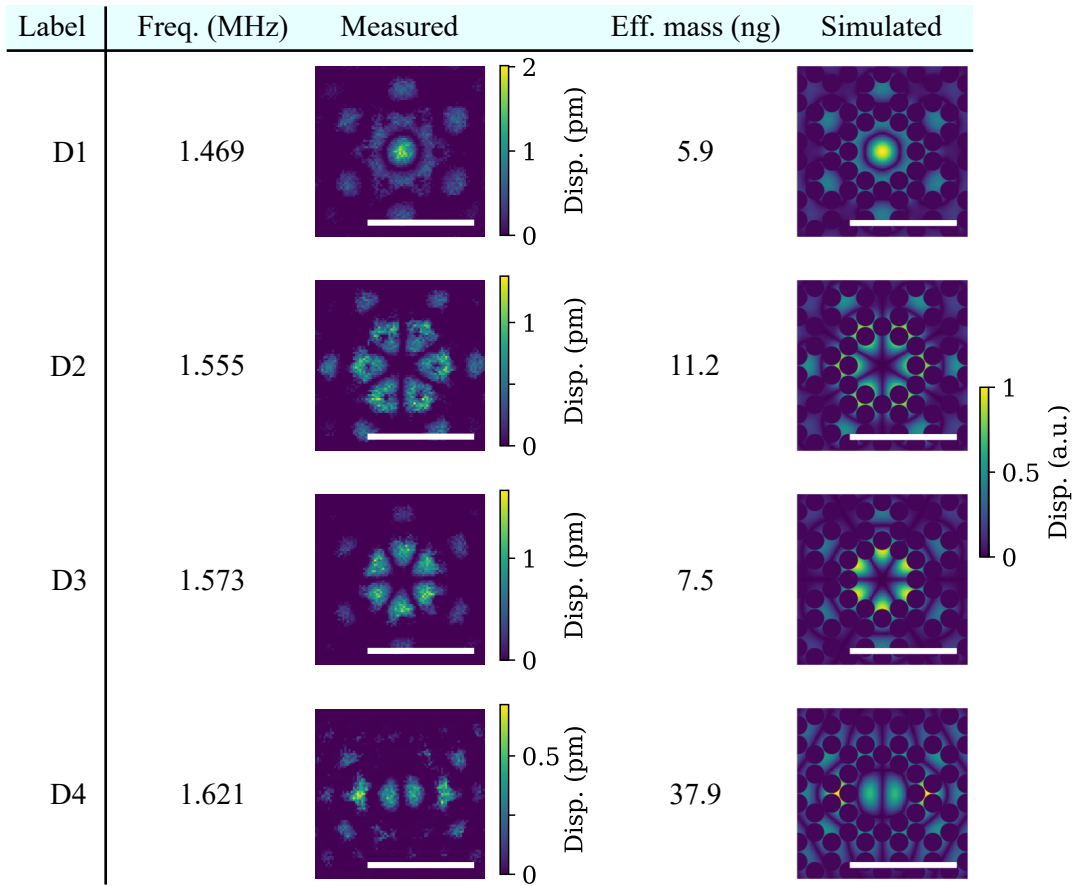 Label Freq. (MHz) Measured Eff. mass (ng) Simulated
2
D1 1.469 Disp. (pm) 5.9
0
1
D2 1.555 Disp. (pm) 11.2
0
1
Disp. (a.u.)
0.5
0
1
D3 1.573 Disp. (pm) 7.5
0
0.5
D4 1.621 Disp. (pm) 37.9
0